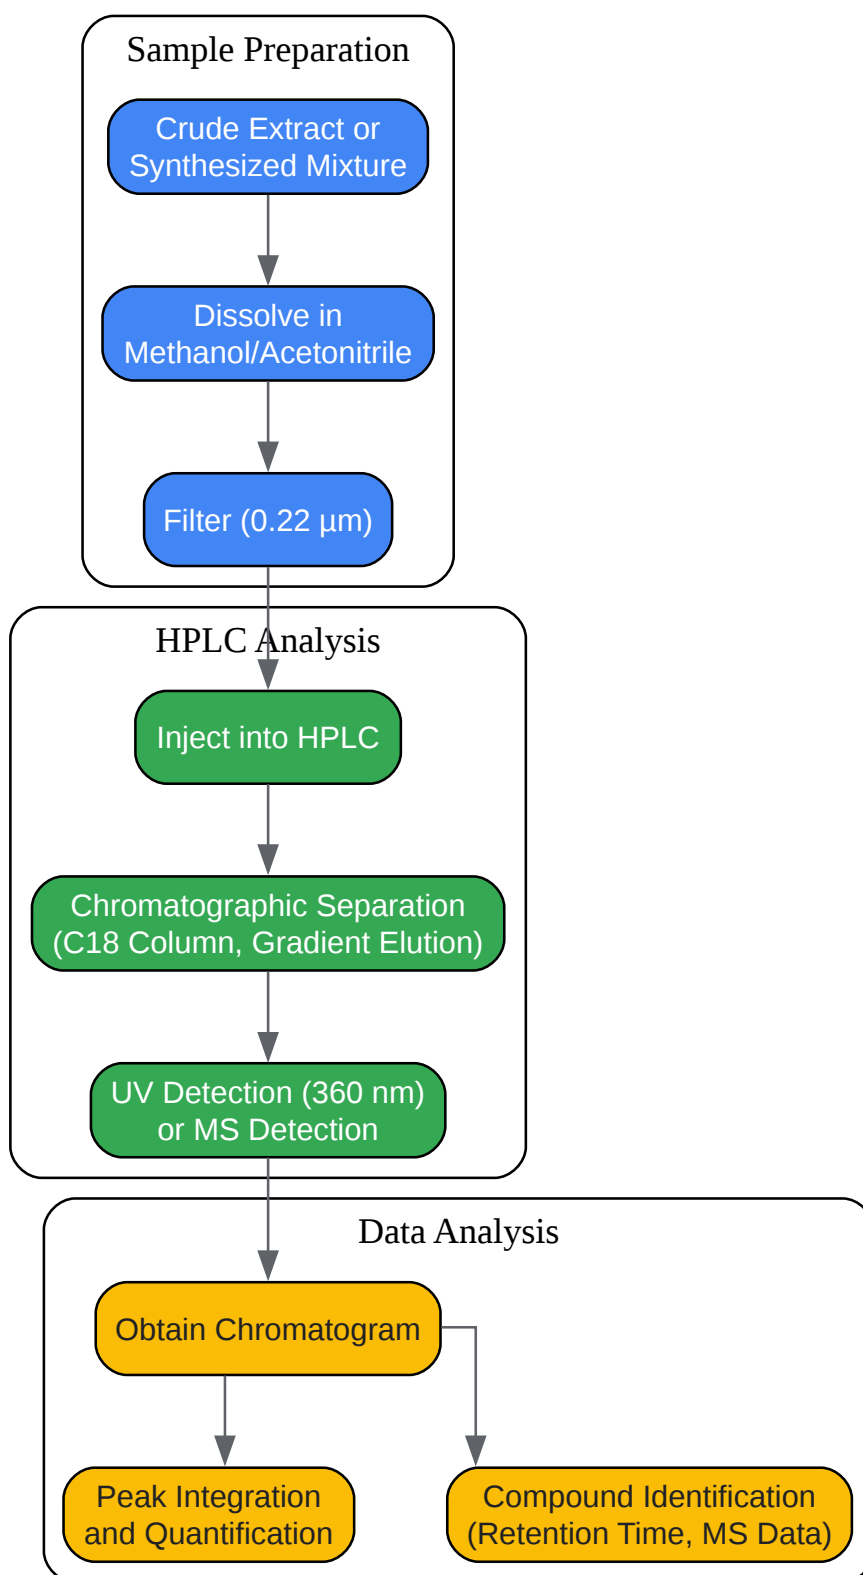 Sample Preparation
Crude Extract or
Synthesized Mixture
Dissolve in
Methanol/Acetonitrile
Filter (0.22 µm)
HPLC Analysis
Inject into HPLC
Chromatographic Separation
(C18 Column, Gradient Elution)
UV Detection (360 nm)
or MS Detection
Data Analysis
Obtain Chromatogram
Peak Integration
and Quantification
Compound Identification
(Retention Time, MS Data)